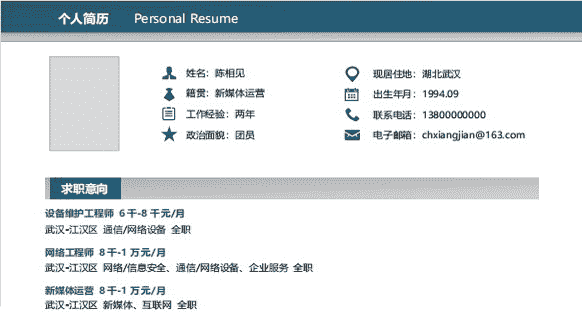 个人简历 Personal Resume
姓名：陈相见 现居住地：湖北武汉
籍贯：新媒体运营 出生年月：1994.09
工作经验：两年 联系电话：13800000000
政治面貌：团员 电子邮箱：chxiangjian@163.com
求职意向
设备维护工程师 6千-8千元/月
武汉-江汉区 通信/网络设备 全职
网络工程师 8千-1万元/月
武汉-江汉区 网络/信息安全、通信/网络设备、企业服务 全职
新媒体运营 8千-1万元/月
武汉-江汉区 新媒体、互联网 全职